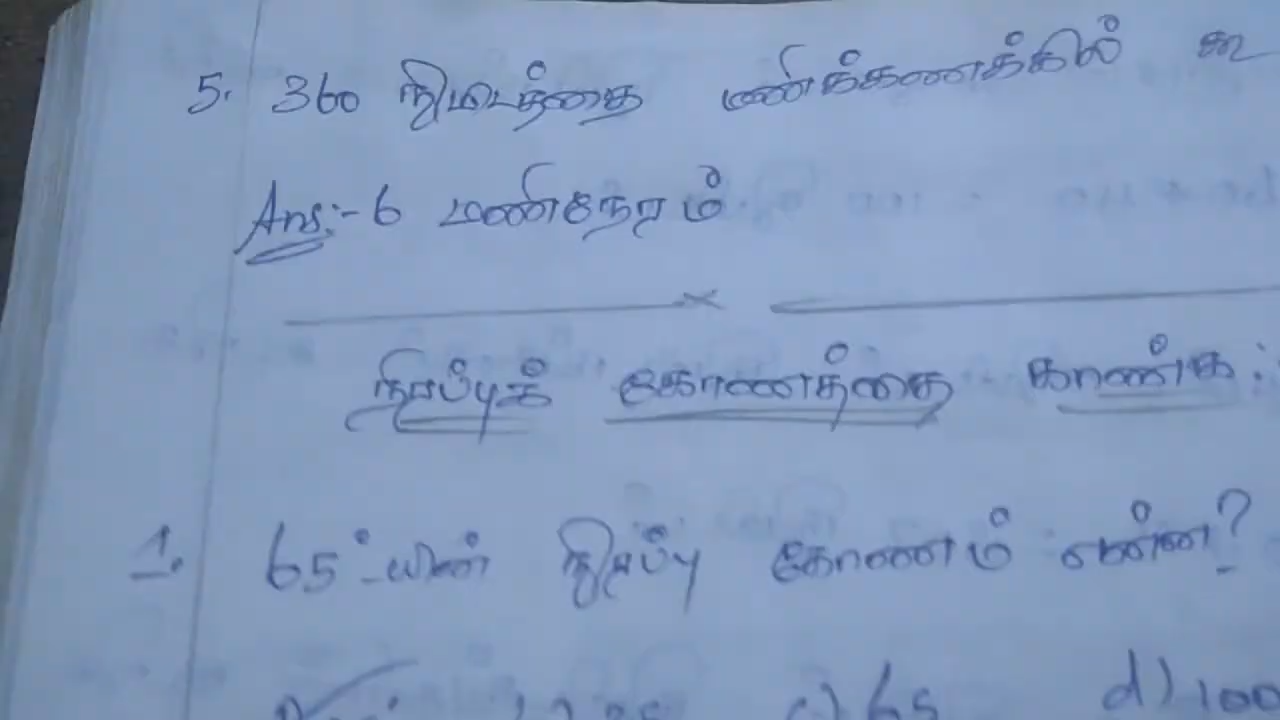 5. 360 நிமிடத்தை மணிக்கணக்கில்
Ans:- 6 மணிநேரம்
நிரப்புக் கோணத்தை காண்க:
1. 65°-யின் நிரப்பு கோணம் என்ன?
c) 65 d) 100